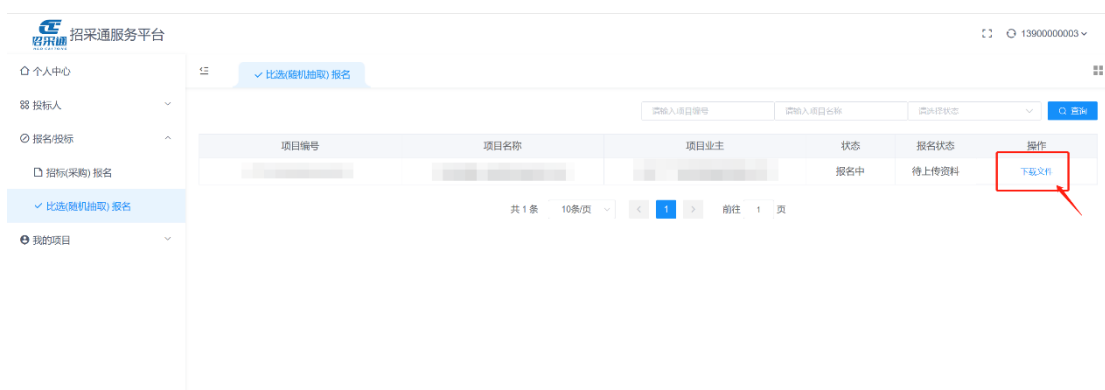 招采通 招采通服务平台
13900000003
个人中心
比选(随机抽取) 报名
投标人
请输入项目编号 请输入项目名称 请选择状态 查询
报名/投标
项目编号 项目名称 项目业主 状态 报名状态 操作
招标(采购) 报名
报名中 待上传资料 下载文件
比选(随机抽取) 报名
共 1 条 10条/页 1 前往 1 页
我的项目